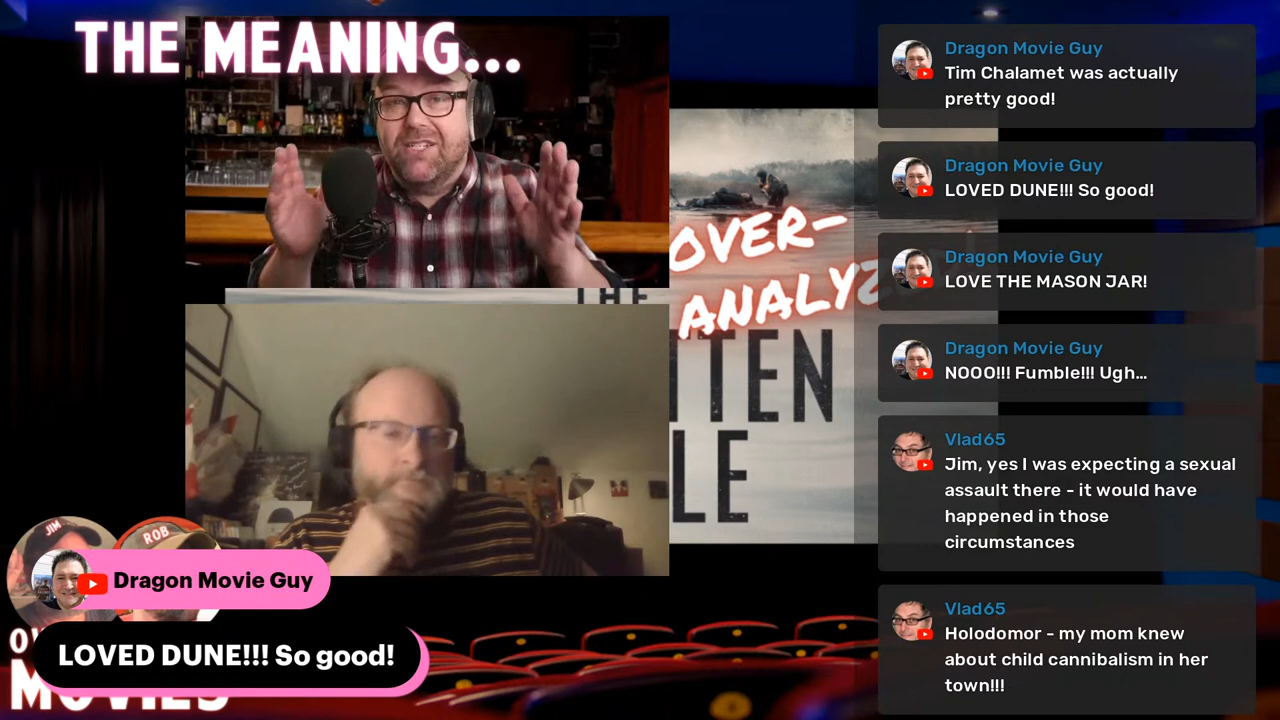 THE MEANING...
OVER-
ANALYZ
THE
TTEN
LE
JIM
ROB
Dragon Movie Guy
LOVED DUNE!!! So good!
MOVIES
Dragon Movie Guy
Tim Chalamet was actually
pretty good!
Dragon Movie Guy
LOVED DUNE!!! So good!
Dragon Movie Guy
LOVE THE MASON JAR!
Dragon Movie Guy
NOOO!!! Fumble!!! Ugh...
Vlad65
Jim, yes I was expecting a sexual
assault there - it would have
happened in those
circumstances
Vlad65
Holodomor - my mom knew
about child cannibalism in her
town!!!